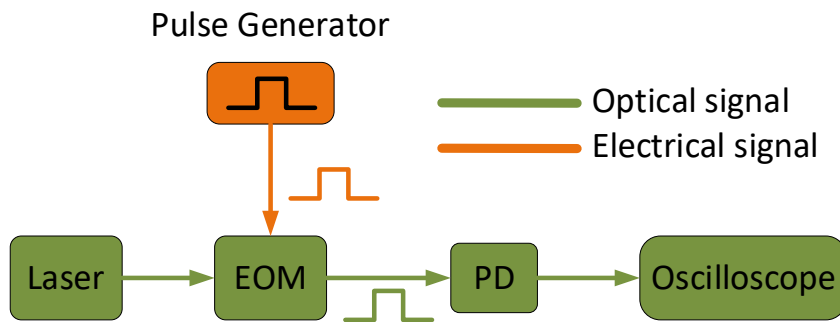 Pulse Generator
Optical signal
Electrical signal
Laser
EOM
PD
Oscilloscope